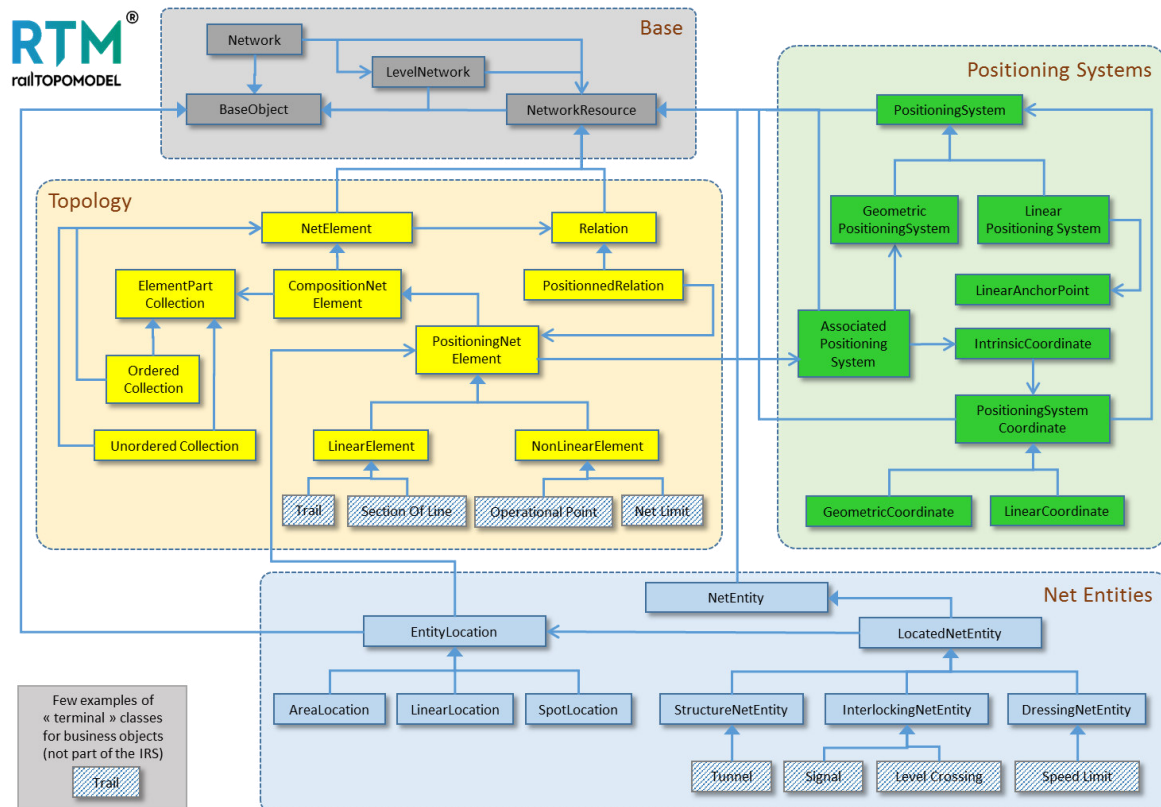 RTM®
railTOPOMODEL
Base
Network
LevelNetwork
BaseObject
NetworkResource
Positioning Systems
PositioningSystem
Geometric
PositioningSystem
Linear
Positioning System
LinearAnchorPoint
Associated
Positioning
System
IntrinsicCoordinate
PositioningSystem
Coordinate
GeometricCoordinate
LinearCoordinate
Topology
NetElement
Relation
ElementPart
Collection
CompositionNet
Element
PositionnedRelation
PositioningNet
Element
Ordered
Collection
Unordered Collection
LinearElement
NonLinearElement
Trail
Section Of Line
Operational Point
Net Limit
Net Entities
NetEntity
EntityLocation
LocatedNetEntity
AreaLocation
LinearLocation
SpotLocation
StructureNetEntity
InterlockingNetEntity
DressingNetEntity
Tunnel
Signal
Level Crossing
Speed Limit
Few examples of
« terminal » classes
for business objects
(not part of the IRS)
Trail